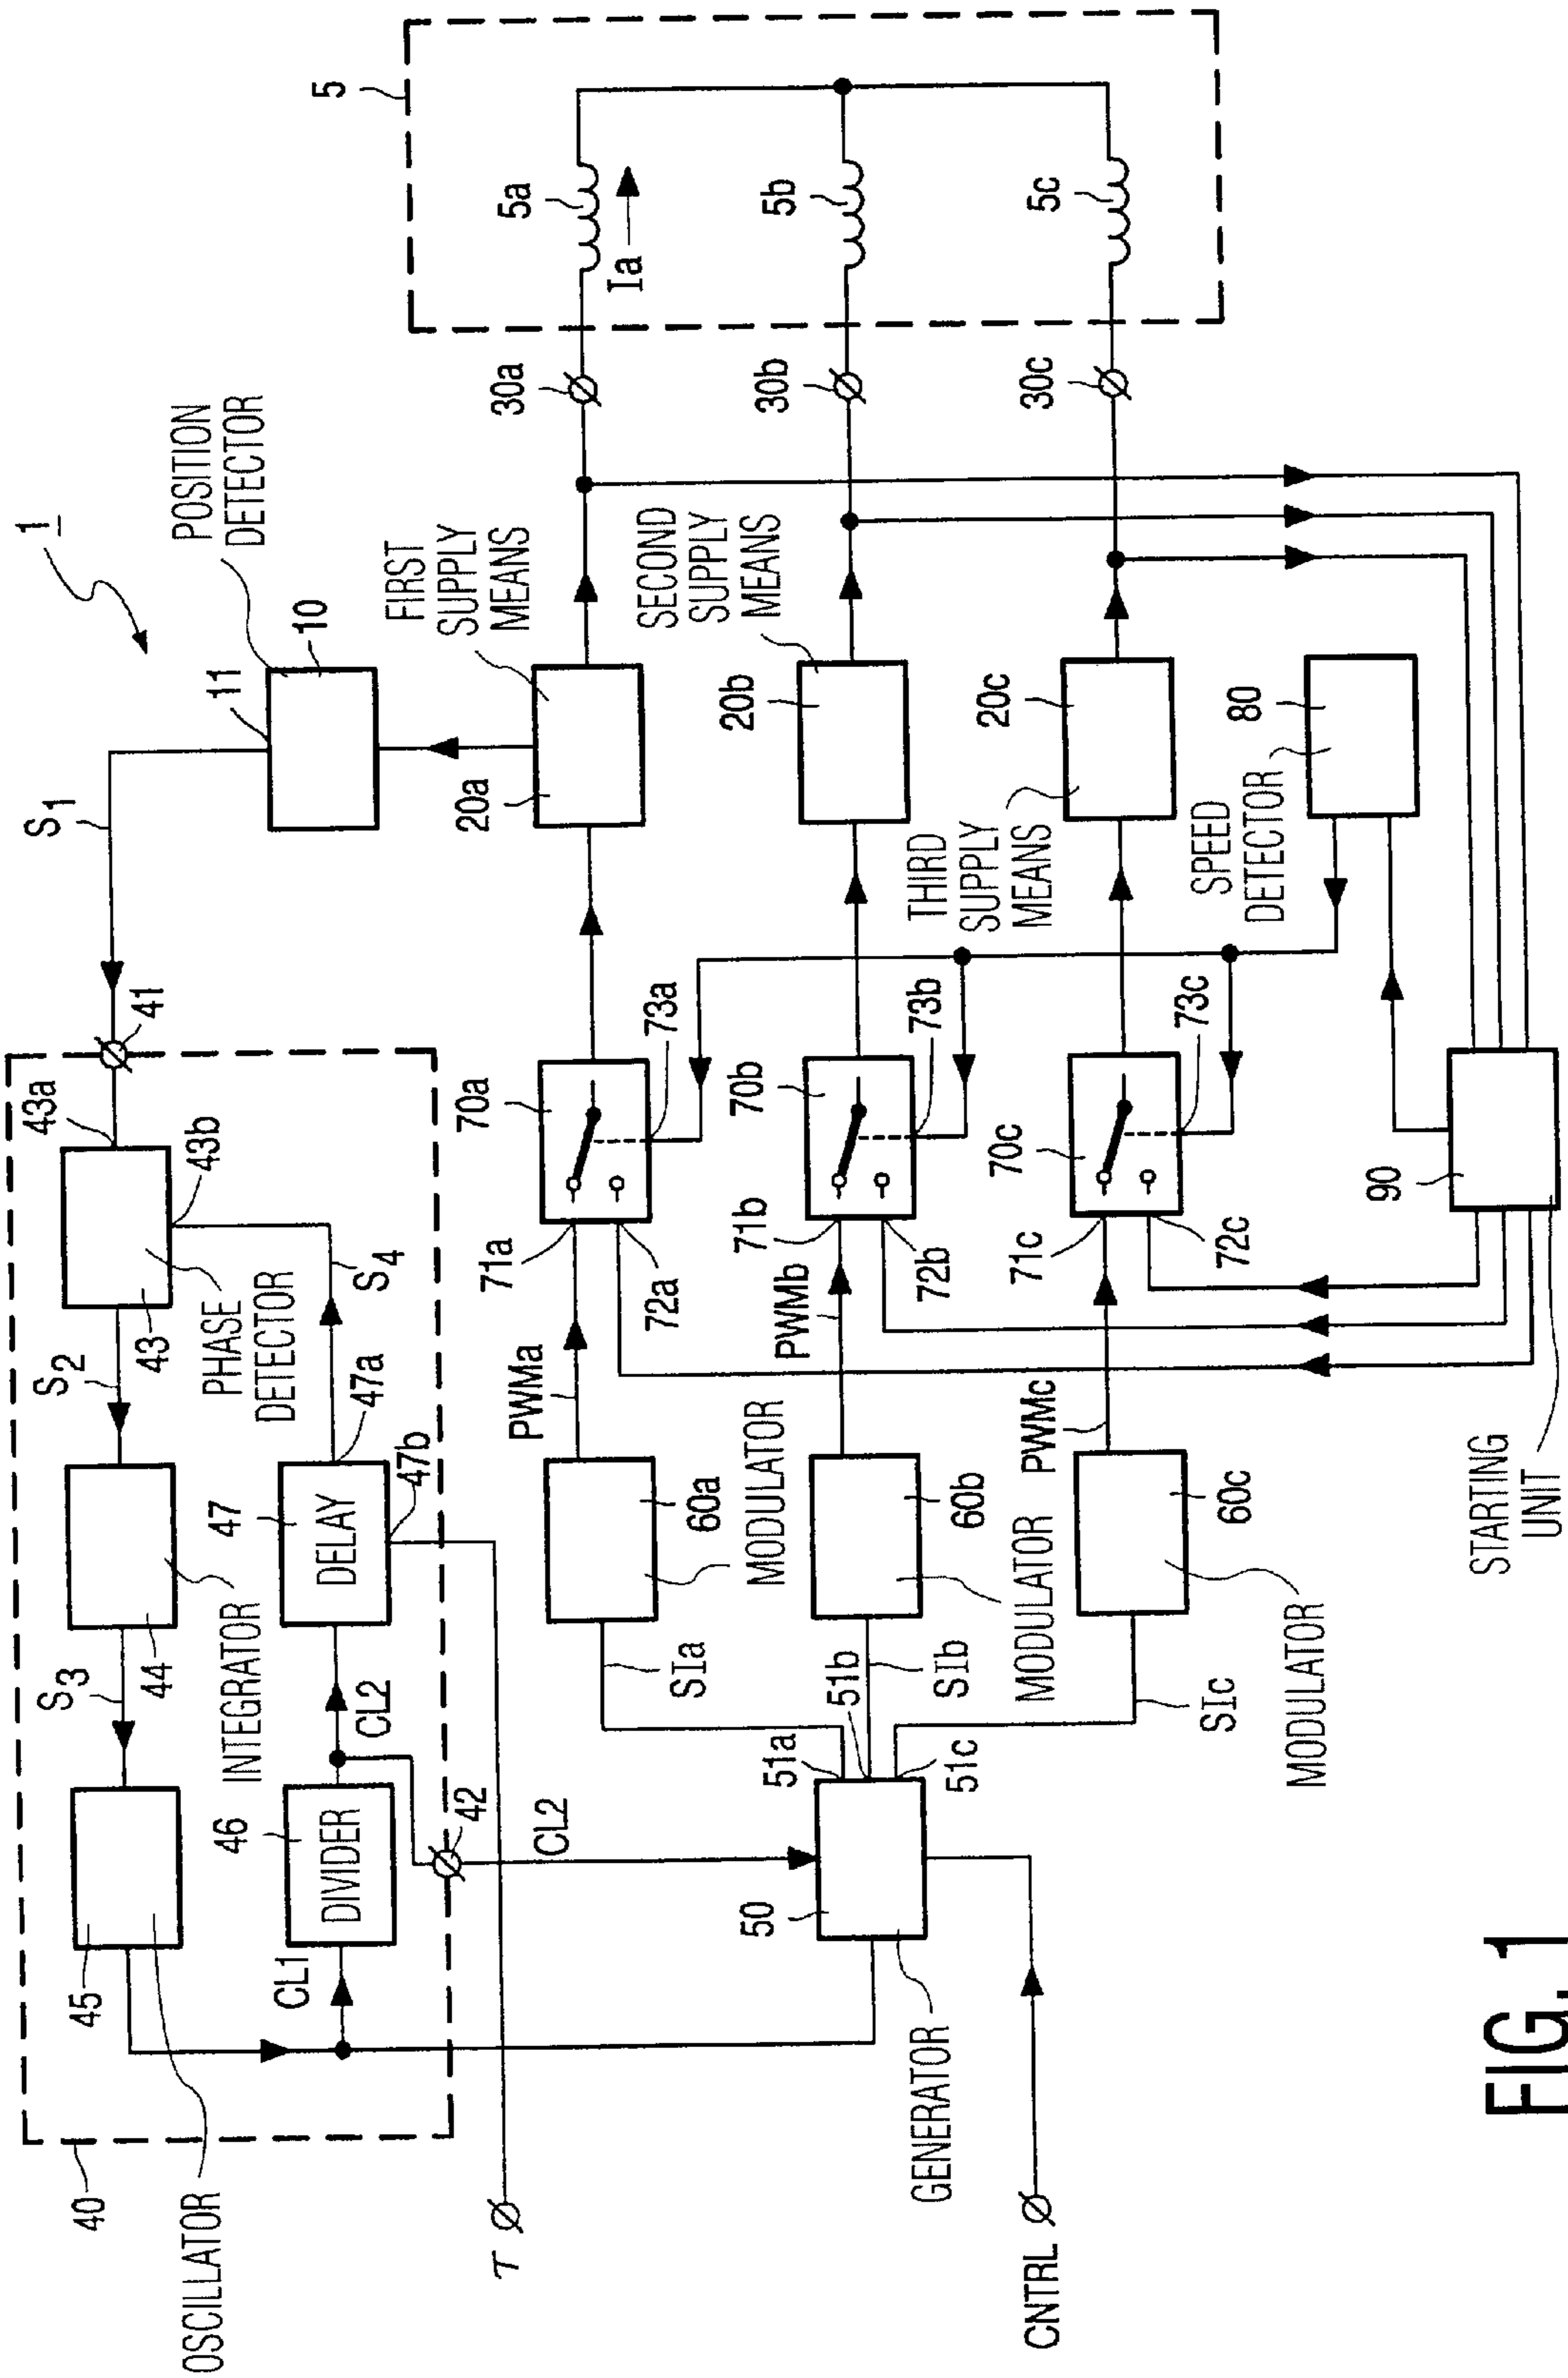 1
5
POSITION
DETECTOR
10
11
S1
41
43a
43b
43
PHASE
DETECTOR
S2
44
INTEGRATOR
S3
45
OSCILLATOR
40
CL1
46
DIVIDER
CL2
47
DELAY
47a
47b
S4
42
CL2
τ
FIRST
SUPPLY
MEANS
20a
30a
5a
Ia
70a
71a
72a
73a
PWMa
60a
MODULATOR
SIa
SECOND
SUPPLY
MEANS
20b
30b
5b
70b
71b
72b
73b
PWMb
60b
MODULATOR
SIb
THIRD
SUPPLY
MEANS
20c
30c
5c
70c
71c
72c
73c
PWMc
60c
MODULATOR
SIc
51a
51b
51c
50
GENERATOR
CNTRL
SPEED
DETECTOR
80
90
STARTING
UNIT
FIG. 1